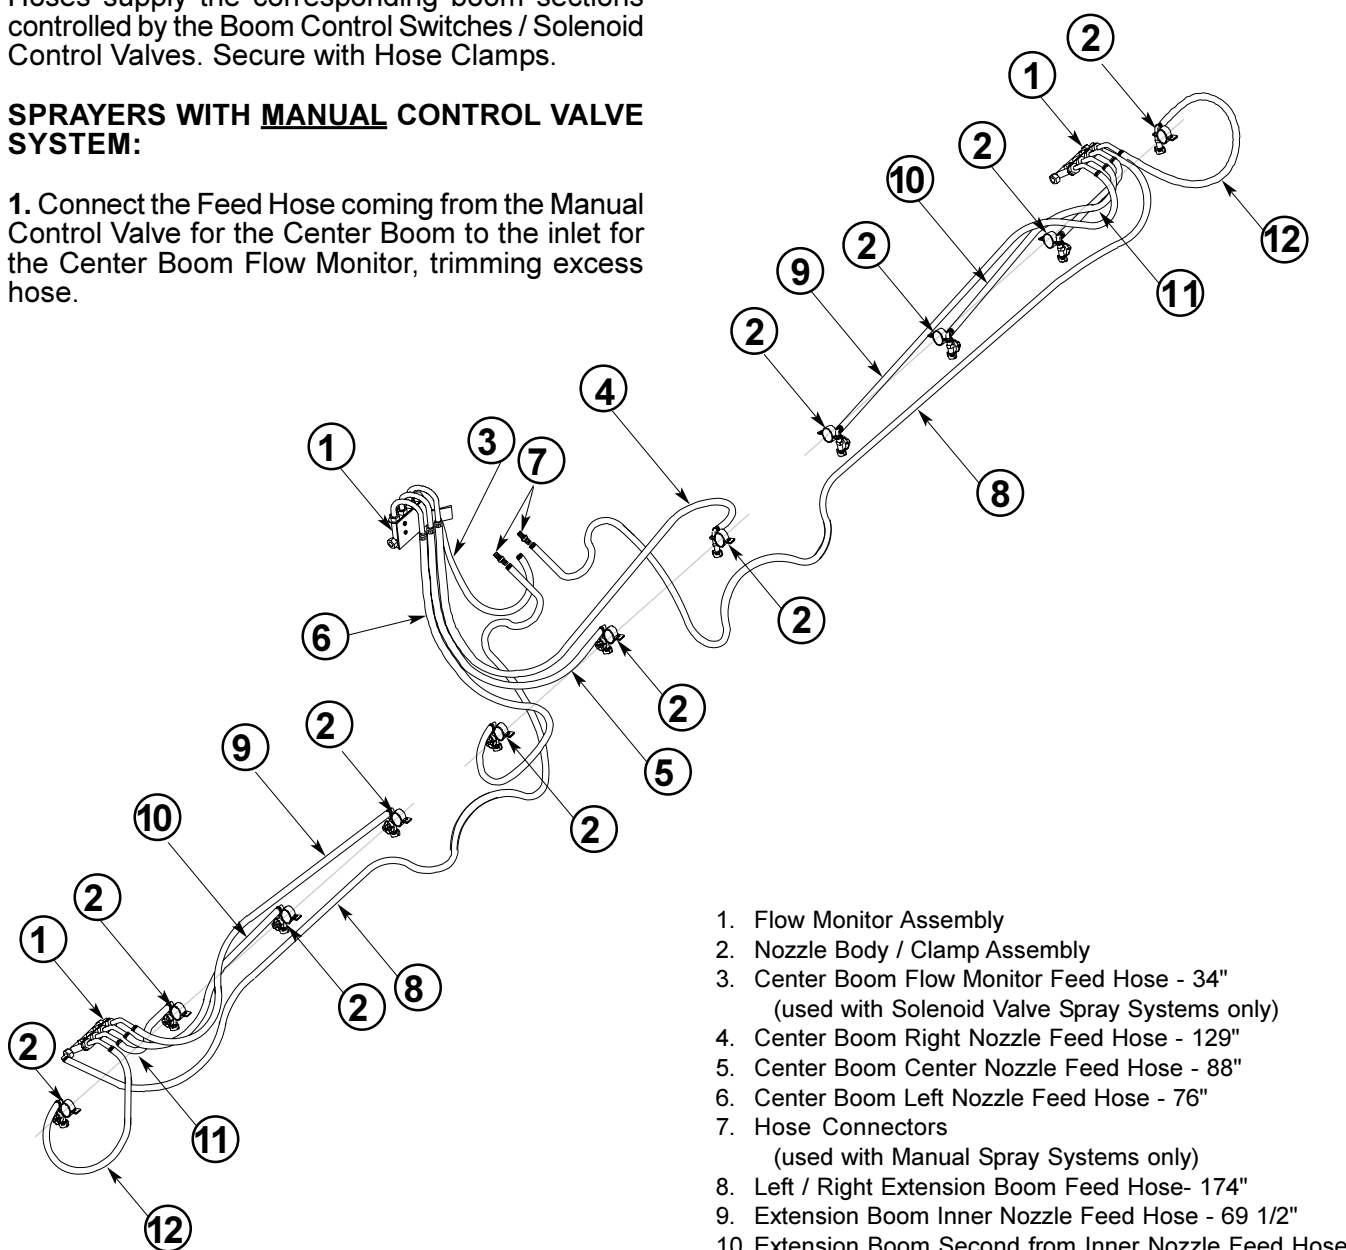 Hoses supply the corresponding boom sections
controlled by the Boom Control Switches / Solenoid
Control Valves. Secure with Hose Clamps.
SPRAYERS WITH MANUAL CONTROL VALVE
SYSTEM:
1. Connect the Feed Hose coming from the Manual
Control Valve for the Center Boom to the inlet for
the Center Boom Flow Monitor, trimming excess
hose.
2
1
2
10
12
2
9
11
2
4
3
7
1
8
2
6
2
2
9
5
10
2
2
1
8
2
2
11
12
1. Flow Monitor Assembly
2. Nozzle Body / Clamp Assembly
3. Center Boom Flow Monitor Feed Hose - 34"
(used with Solenoid Valve Spray Systems only)
4. Center Boom Right Nozzle Feed Hose - 129"
5. Center Boom Center Nozzle Feed Hose - 88"
6. Center Boom Left Nozzle Feed Hose - 76"
7. Hose Connectors
(used with Manual Spray Systems only)
8. Left / Right Extension Boom Feed Hose- 174"
9. Extension Boom Inner Nozzle Feed Hose - 69 1/2"
10. Extension Boom Second from Inner Nozzle Feed Hose